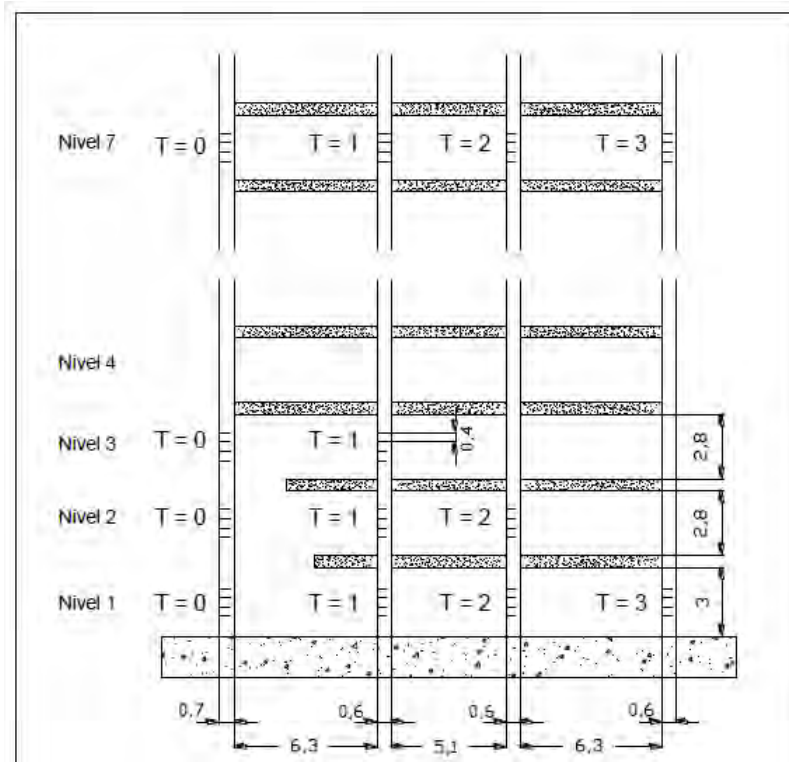 Nivel 7 T = 0 T = 1 T = 2 T = 3
Nivel 4
Nivel 3 T = 0 T = 1 0,4 2,8
Nivel 2 T = 0 T = 1 T = 2 2,8
Nivel 1 T = 0 T = 1 T = 2 T = 3 3
0,7 0,6 0,6 0,6
6,3 5,1 6,3